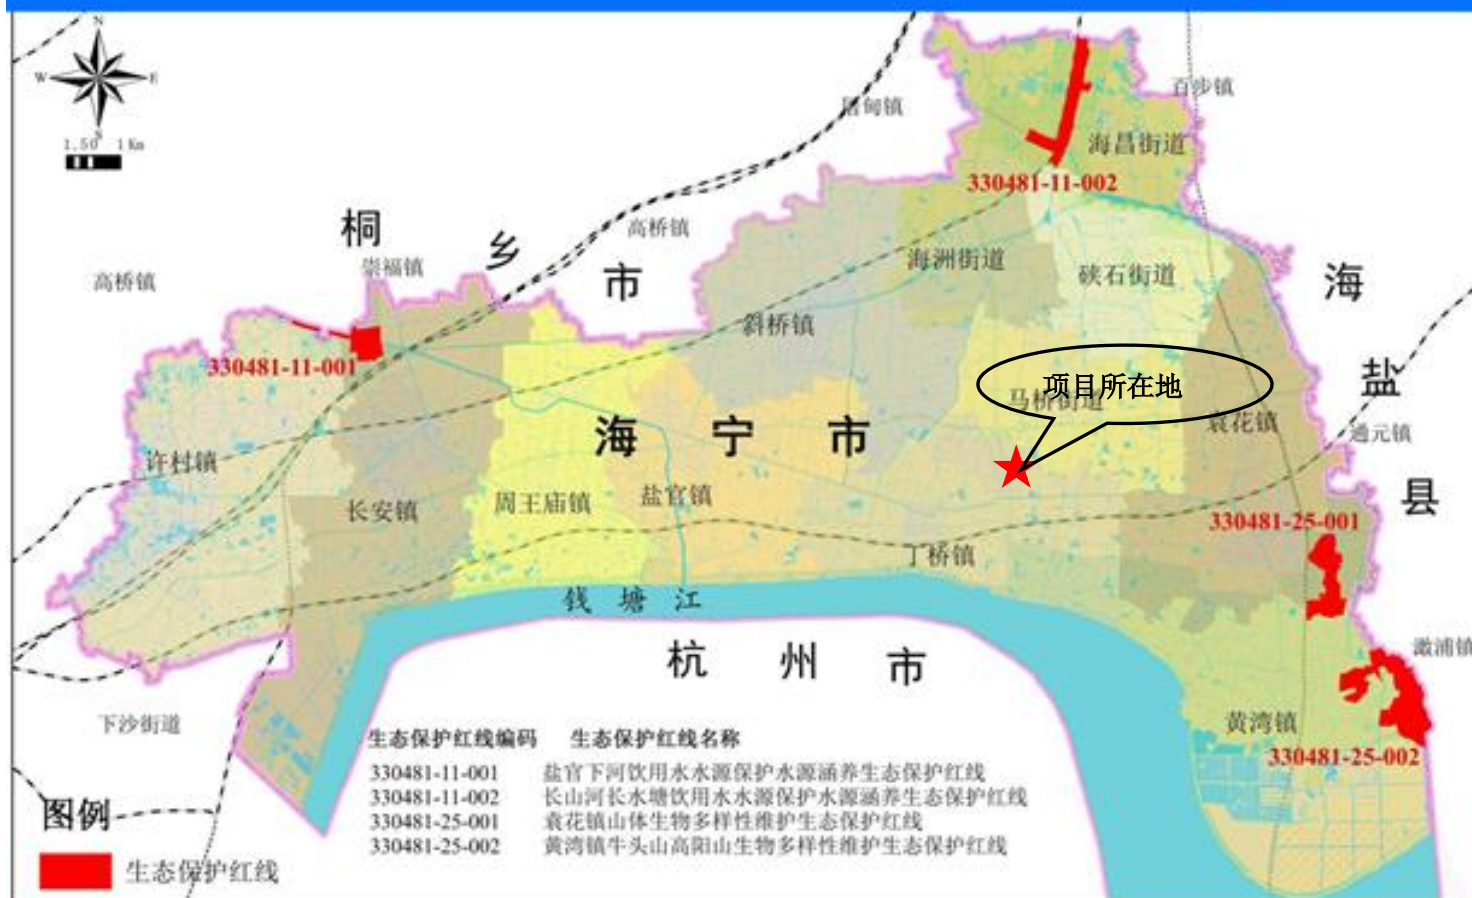 N
W
E
S
1.50 1Km
百步镇
屠甸镇
海昌街道
330481-11-002
桐
乡
市
高桥镇
崇福镇
高桥镇
海洲街道
硖石街道
海
斜桥镇
330481-11-001
项目所在地
马桥街道
盐
袁花镇
通元镇
海宁市
许村镇
长安镇
周王庙镇
盐官镇
县
330481-25-001
丁桥镇
钱塘江
杭州市
澉浦镇
下沙街道
黄湾镇
330481-25-002
生态保护红线编码 生态保护红线名称
330481-11-001 盐官下河饮用水水源保护水源涵养生态保护红线
330481-11-002 长山河长水塘饮用水水源保护水源涵养生态保护红线
330481-25-001 袁花镇山体生物多样性维护生态保护红线
330481-25-002 黄湾镇牛头山高阳山生物多样性维护生态保护红线
图例
生态保护红线